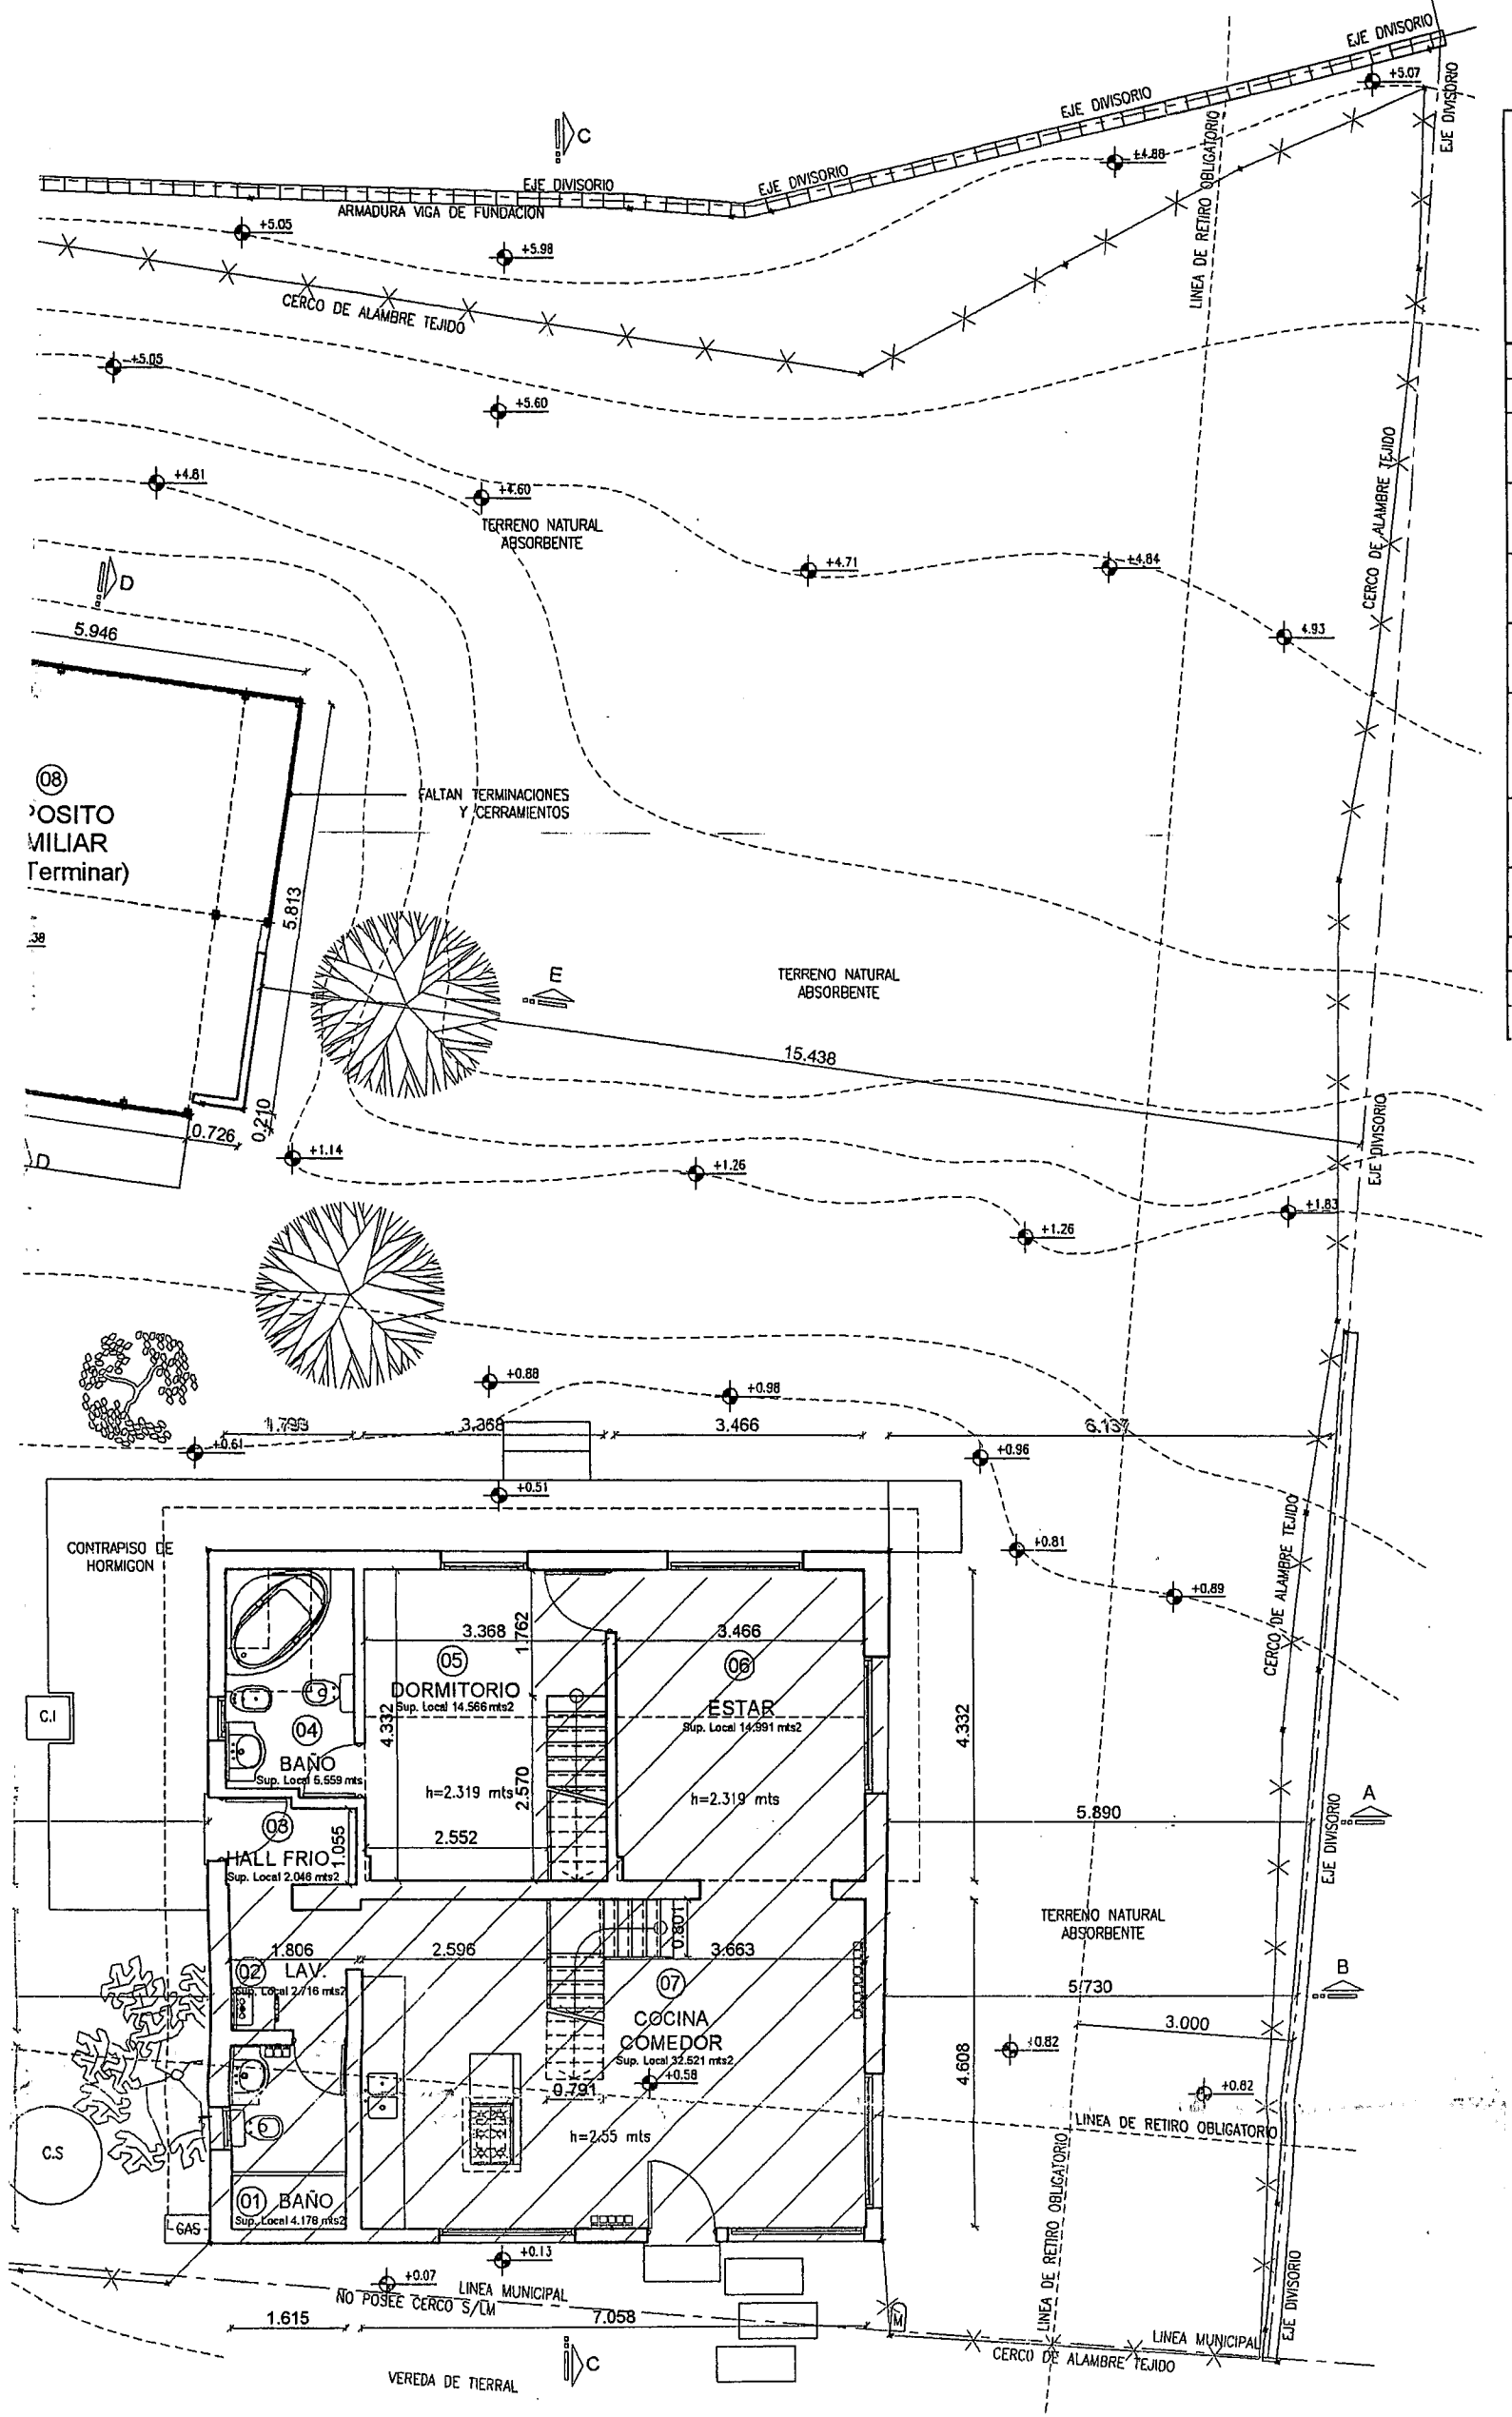 EJE DIVISORIO
+5.07
EJE DIVISORIO
EJE DIVISORIO
C
LINEA DE RETIRO OBLIGATORIO
+4.88
EJE DIVISORIO
EJE DIVISORIO
ARMADURA VIGA DE FUNDACION
+5.05
+5.98
CERCO DE ALAMBRE TEJIDO
+5.05
+5.60
CERCO DE ALAMBRE TEJIDO
+4.81
+4.60
TERRENO NATURAL
ABSORBENTE
+4.71
+4.84
D
4.93
5.946
08
POSITO
MILIAR
Terminar)
FALTAN TERMINACIONES
Y CERRAMIENTOS
5.813
.38
E
TERRENO NATURAL
ABSORBENTE
15.438
0.210
0.726
D
+1.14
+1.26
EJE DIVISORIO
+1.83
+1.26
+0.88
+0.98
1.793
3.368
3.466
6.137
+0.61
+0.96
+0.51
CONTRAPISO DE
HORMIGON
+0.81
CERCO DE ALAMBRE TEJIDO
+0.89
3.368
1.762
3.466
05
DORMITORIO
Sup. Local 14.566 mts2
06
ESTAR
Sup. Local 14.991 mts2
C.I
4.332
4.332
04
BAÑO
Sup. Local 5.559 mts
h=2.319 mts
2.570
h=2.319 mts
03
HALL FRIO
Sup. Local 2.046 mts2
1.055
2.552
5.890
A
EJE DIVISORIO
TERRENO NATURAL
ABSORBENTE
0.801
1.806
2.596
3.663
02
LAV.
Sup. Local 2.716 mts2
07
COCINA
COMEDOR
Sup. Local 32.521 mts2
+0.58
B
5.730
3.000
4.608
+0.82
+0.82
0.791
LINEA DE RETIRO OBLIGATORIO
h=2.55 mts
C.S
01
BAÑO
Sup. Local 4.178 mts2
GAS
LINEA DE RETIRO OBLIGATORIO
+0.13
+0.07
LINEA MUNICIPAL
NO POSEE CERCO S/LM
EJE DIVISORIO
1.615
7.058
M
LINEA MUNICIPAL
CERCO DE ALAMBRE TEJIDO
C
VEREDA DE TIERRAL